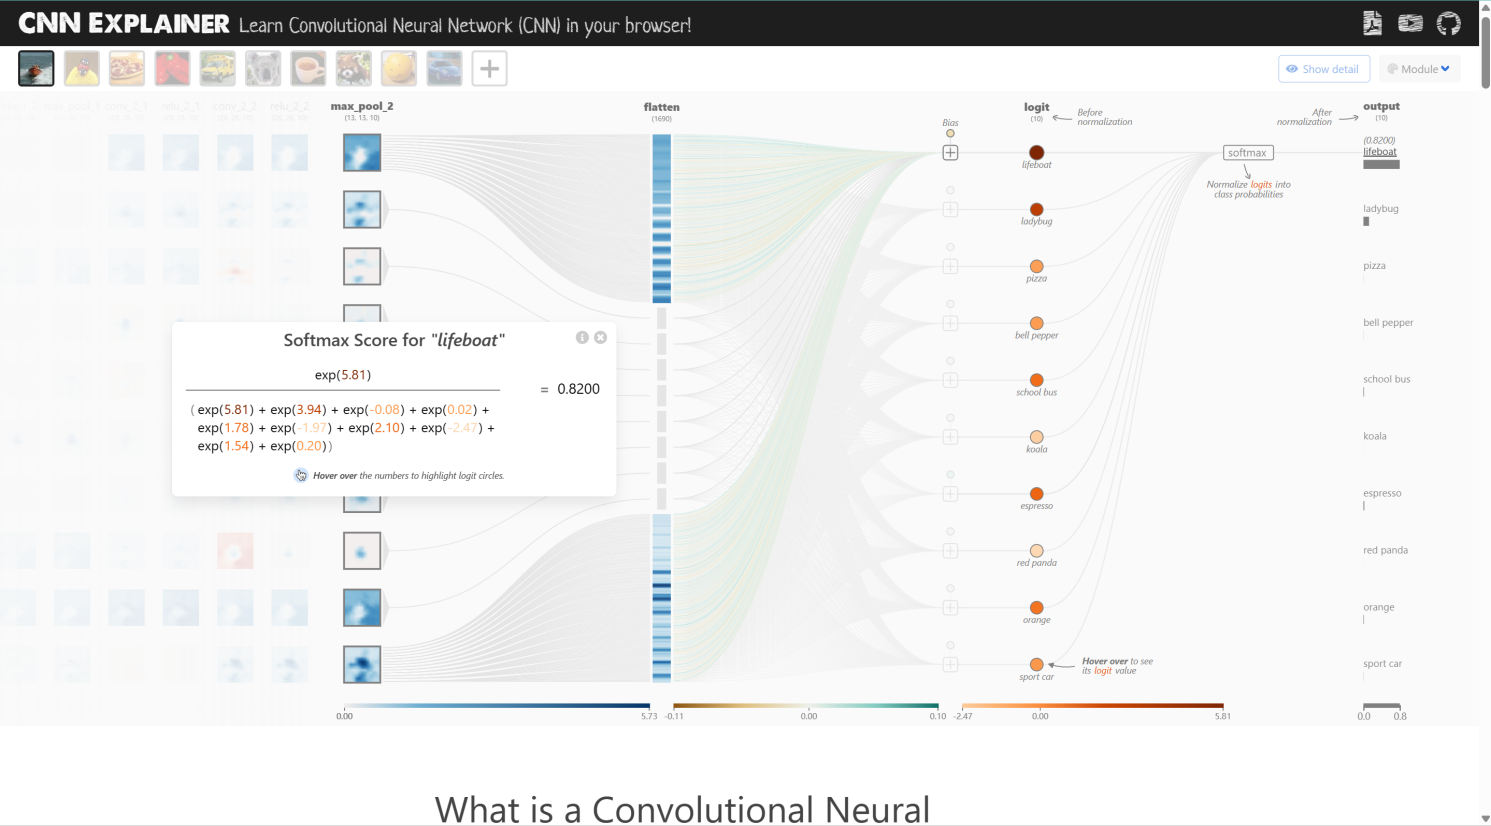 CNN EXPLAINER Learn Convolutional Neural Network (CNN) in your browser!
Show detail
Module
max_pool_1 conv_2_1 relu_2_1 conv_2_2 relu_2_2
max_pool_2
(13, 13, 10)
flatten
(1690)
logit
(10)
Before
normalization
After
normalization
output
(10)
Bias
lifeboat
ladybug
pizza
bell pepper
school bus
koala
espresso
red panda
orange
sport car
softmax
Normalize logits into
class probabilities
Hover over to see
its logit value
(0.8200)
lifeboat
ladybug
pizza
bell pepper
school bus
koala
espresso
red panda
orange
sport car
Softmax Score for "lifeboat"
exp(5.81)
= 0.8200
( exp(5.81) + exp(3.94) + exp(-0.08) + exp(0.02) +
exp(1.78) + exp(-1.97) + exp(2.10) + exp(-2.47) +
exp(1.54) + exp(0.20) )
Hover over the numbers to highlight logit circles.
0.00 5.73
-0.11 0.00 0.10
-2.47 0.00 5.81
0.0 0.8
What is a Convolutional Neural